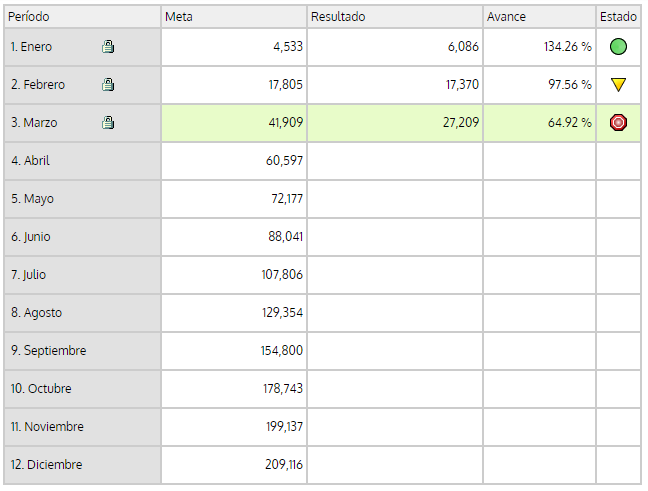 Período Meta Resultado Avance Estado
1. Enero 4,533 6,086 134.26 %
2. Febrero 17,805 17,370 97.56 %
3. Marzo 41,909 27,209 64.92 %
4. Abril 60,597
5. Mayo 72,177
6. Junio 88,041
7. Julio 107,806
8. Agosto 129,354
9. Septiembre 154,800
10. Octubre 178,743
11. Noviembre 199,137
12. Diciembre 209,116